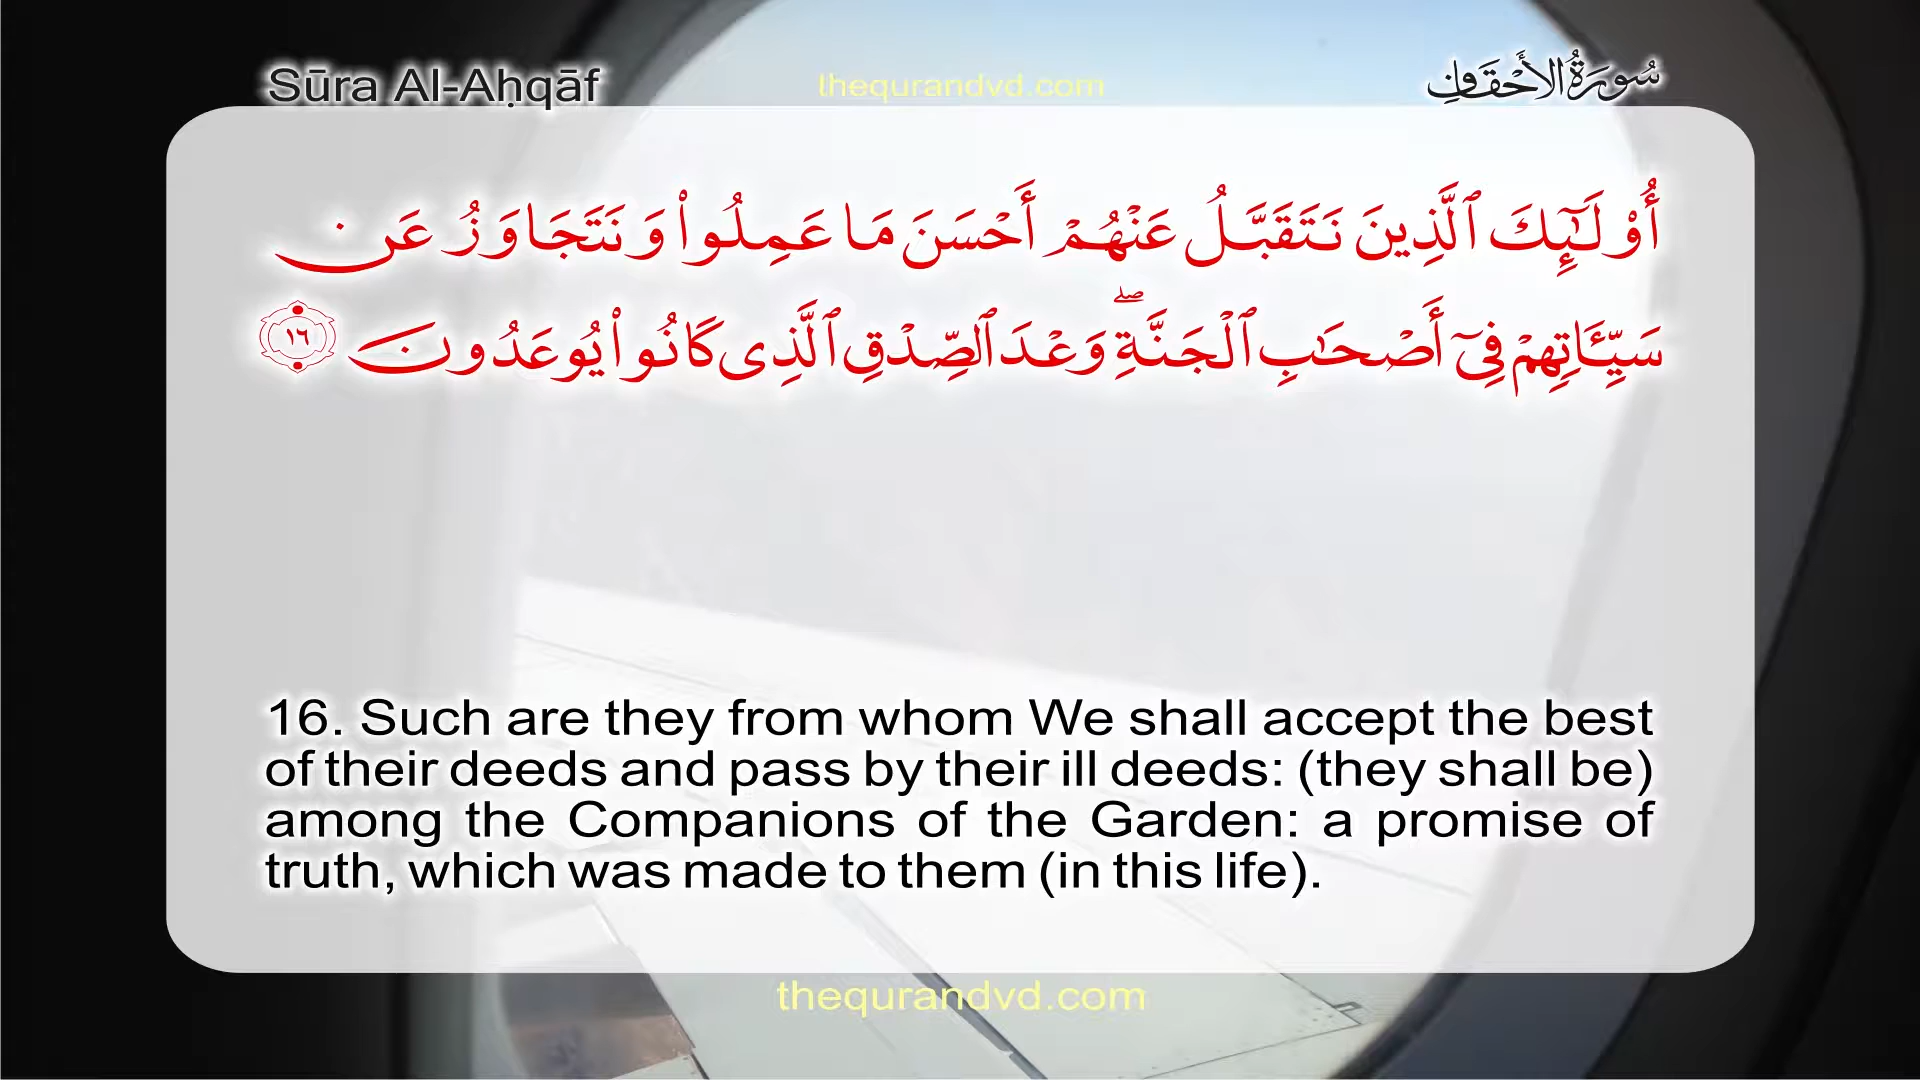 Sūra Al-Aḥqāf
thequrandvd.com
سُورَةُ الأَحْقَافِ
أُو۟لَـٰٓئِكَ ٱلَّذِينَ نَتَقَبَّلُ عَنْهُمْ أَحْسَنَ مَا عَمِلُوا۟ وَنَتَجَاوَزُ عَن
سَيِّـَٔاتِهِمْ فِىٓ أَصْحَـٰبِ ٱلْجَنَّةِ ۖ وَعْدَ ٱلصِّدْقِ ٱلَّذِى كَانُوا۟ يُوعَدُونَ ١٦
16. Such are they from whom We shall accept the best
of their deeds and pass by their ill deeds: (they shall be)
among the Companions of the Garden: a promise of
truth, which was made to them (in this life).
thequrandvd.com